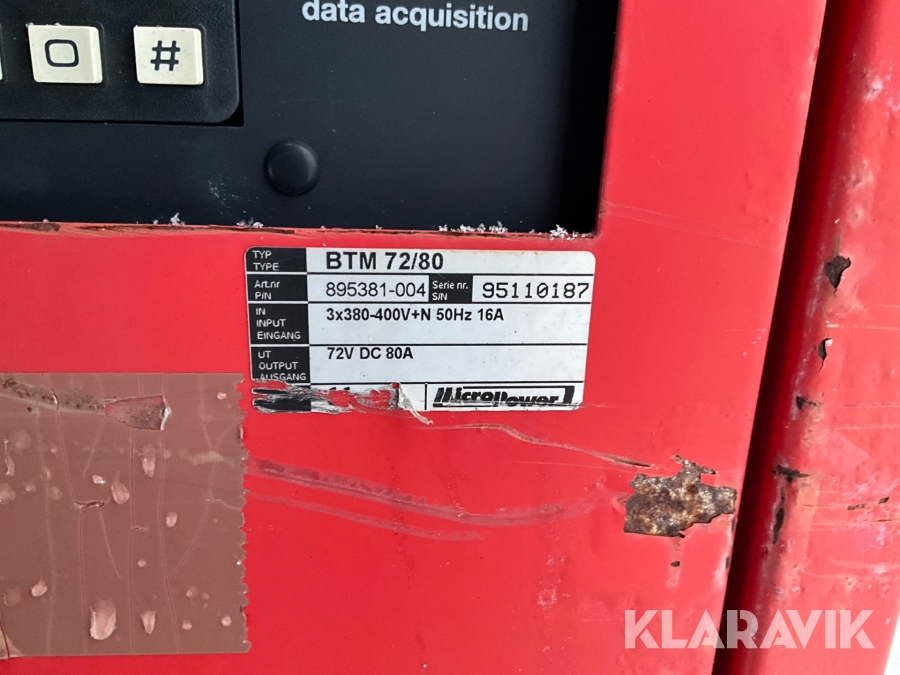 data acquisition
0 #
TYP
TYPE
BTM 72/80
Art.nr
P/N
895381-004
Serie nr.
S/N
95110187
IN
INPUT
EINGANG
3x380-400V+N 50Hz 16A
UT
OUTPUT
AUSGANG
72V DC 80A
MicroPower
KLARAVIK